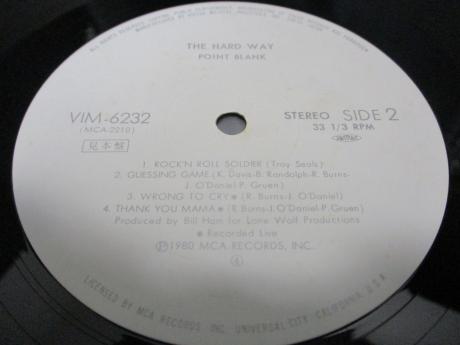 THE HARD WAY
POINT BLANK
VIM-6232
(MCA-2210)
見本盤
STEREO SIDE 2
33 1/3 RPM
1. ROCK'N ROLL SOLDIER (Troy Seals)
2. GUESSING GAME (K. Davis-B. Randolph-R. Burns-
J. O'Daniel-P. Gruen)
3. WRONG TO CRY● (R. Burns-J. O'Daniel)
4. THANK YOU MAMA● (R. Burns-J. O'Daniel-P. Gruen)
Produced by Bill Ham for Lone Wolf Productions
● Recorded Live
Ⓟ1980 MCA RECORDS, INC.
④
LICENSED BY MCA RECORDS INC. UNIVERSAL CITY, CALIFORNIA, U.S.A.